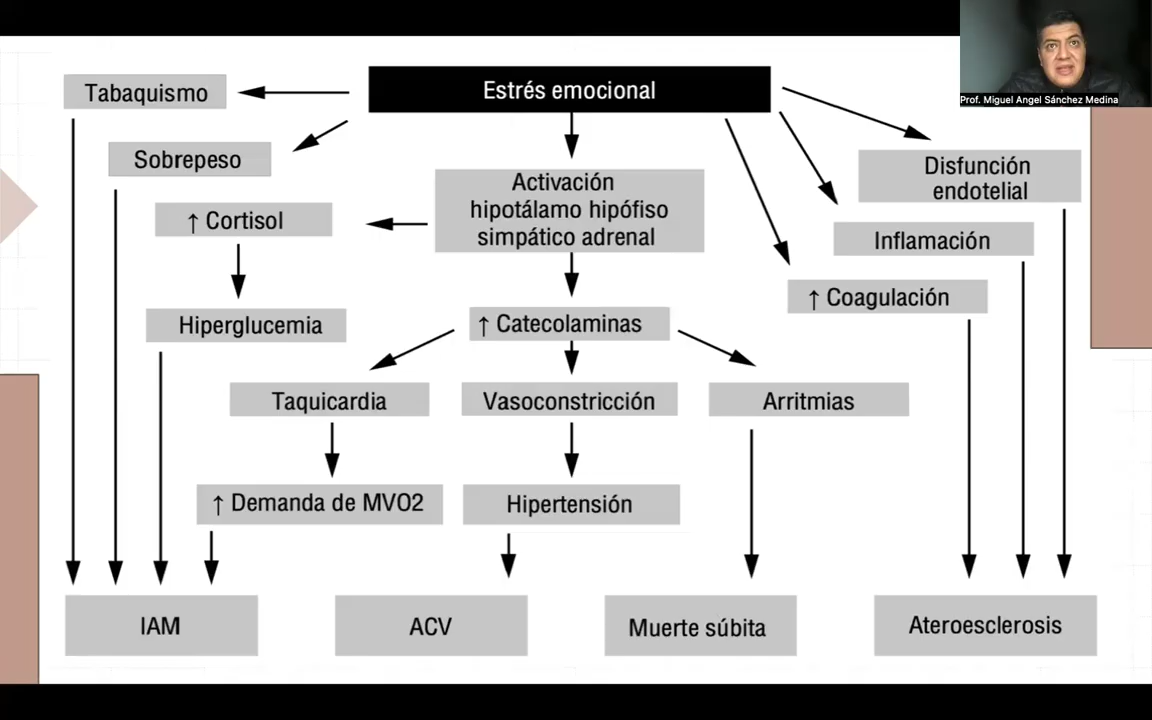 Prof. Miguel Angel Sánchez Medina
Estrés emocional
Tabaquismo
Sobrepeso
↑ Cortisol
Hiperglucemia
Activación
hipotálamo hipófiso
simpático adrenal
↑ Catecolaminas
Taquicardia
Vasoconstricción
Arritmias
↑ Demanda de MVO2
Hipertensión
Disfunción
endotelial
Inflamación
↑ Coagulación
IAM
ACV
Muerte súbita
Ateroesclerosis